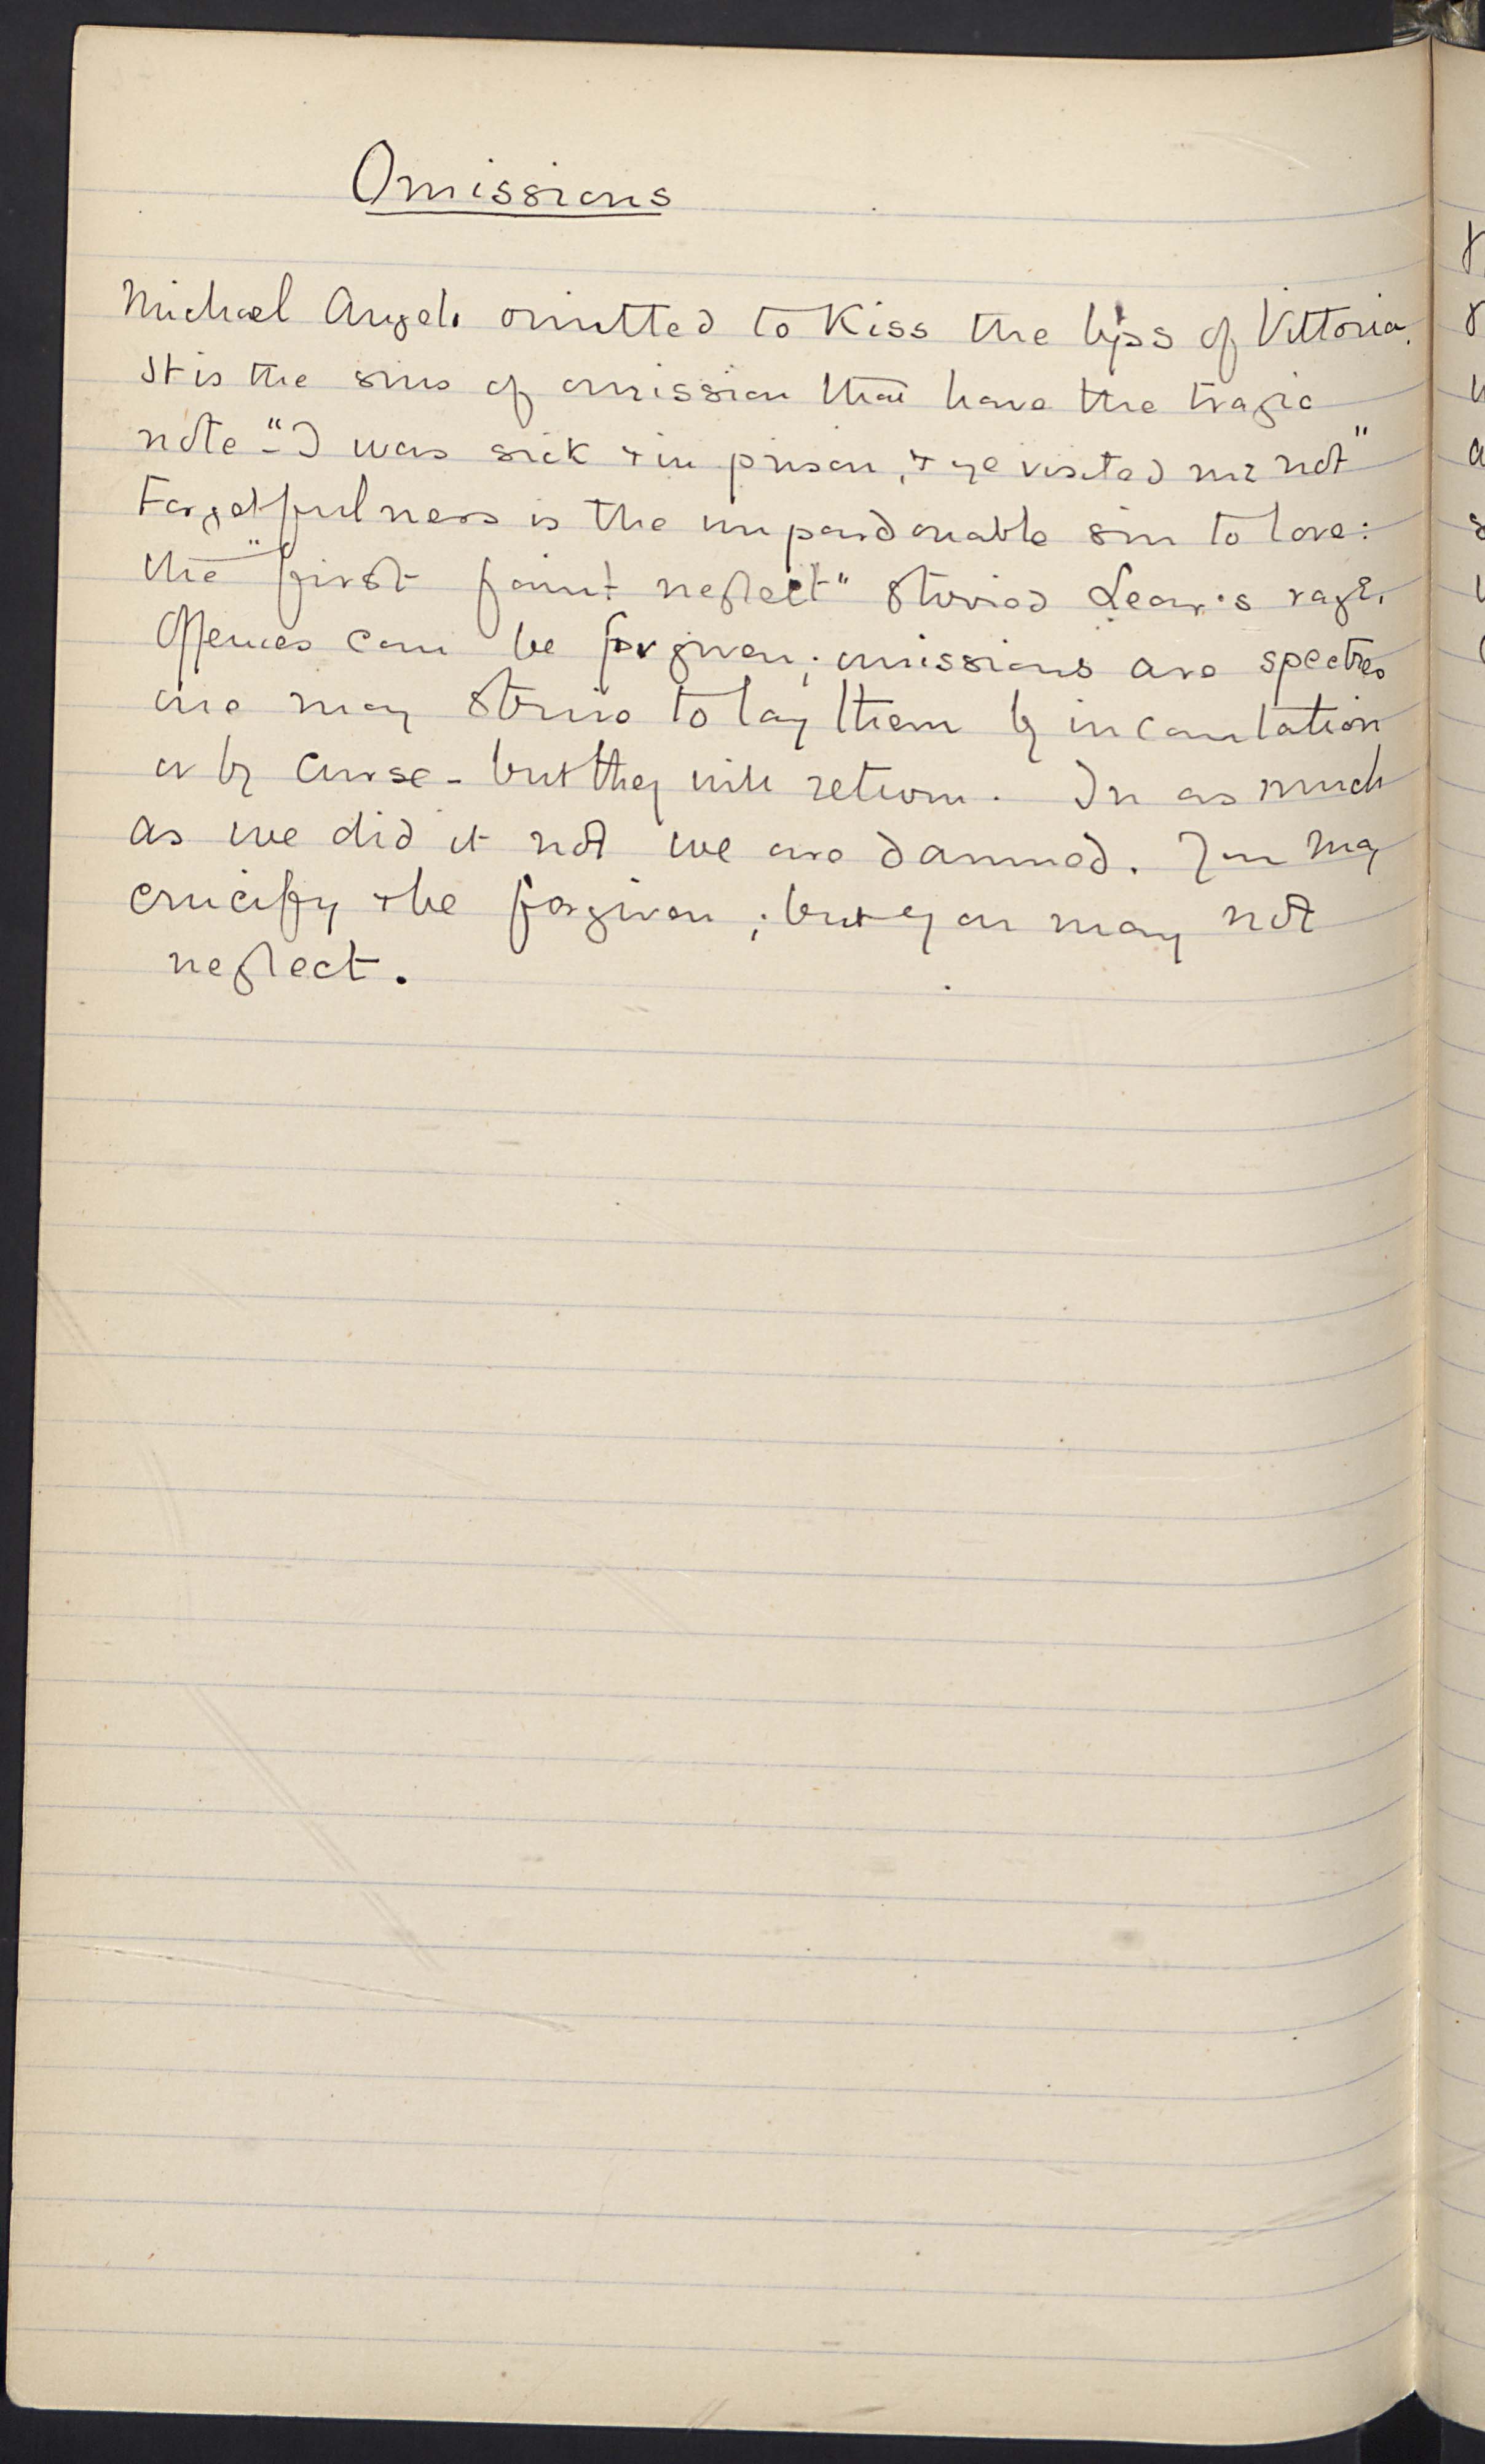 Omissions
Michael Angelo omitted to kiss the lips of Vittoria.
It is the sins of omission that have the tragic
note - "I was sick & in prison, & ye visited me not"
Forgetfulness is the unpardonable sin to love:
the "first faint neglect" stirred Lear's rage.
Offences can be forgiven; omissions are spectres
one may strive to lay them by incantation
or by curse - but they will return. In as much
as we did it not we are damned. You may
crucify & be forgiven; but you may not
neglect.